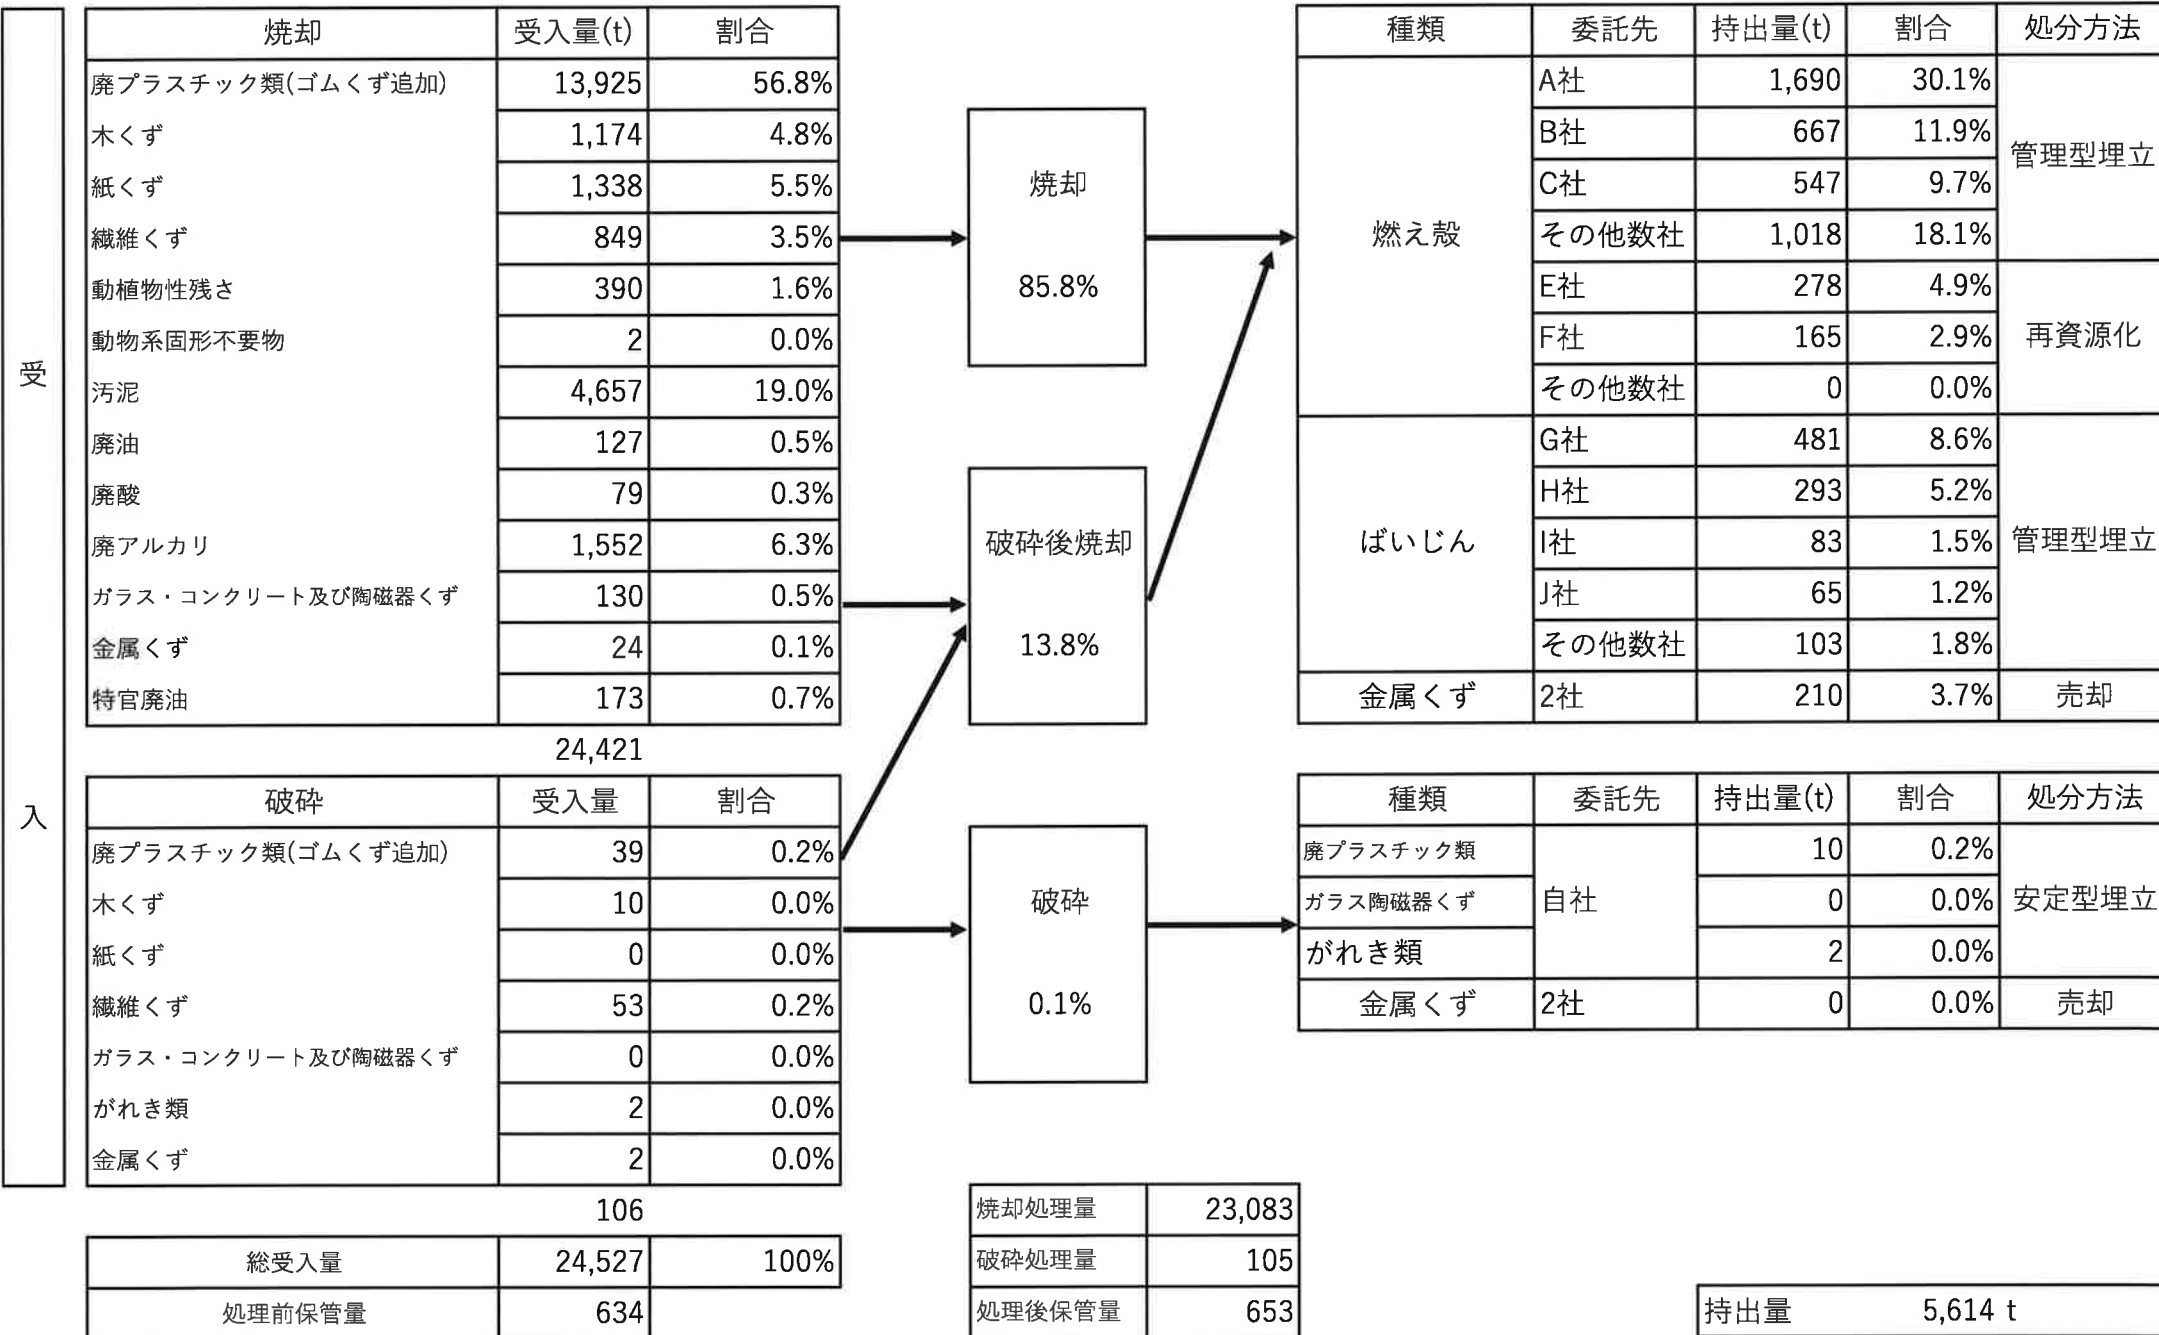 受
入
焼却 受入量(t) 割合
廃プラスチック類(ゴムくず追加) 13,925 56.8%
木くず 1,174 4.8%
紙くず 1,338 5.5%
繊維くず 849 3.5%
動植物性残さ 390 1.6%
動物系固形不要物 2 0.0%
汚泥 4,657 19.0%
廃油 127 0.5%
廃酸 79 0.3%
廃アルカリ 1,552 6.3%
ガラス・コンクリート及び陶磁器くず 130 0.5%
金属くず 24 0.1%
特官廃油 173 0.7%
24,421
破砕 受入量 割合
廃プラスチック類(ゴムくず追加) 39 0.2%
木くず 10 0.0%
紙くず 0 0.0%
繊維くず 53 0.2%
ガラス・コンクリート及び陶磁器くず 0 0.0%
がれき類 2 0.0%
金属くず 2 0.0%
106
総受入量 24,527 100%
処理前保管量 634
焼却
85.8%
破砕後焼却
13.8%
破砕
0.1%
焼却処理量 23,083
破砕処理量 105
処理後保管量 653
種類 委託先 持出量(t) 割合 処分方法
燃え殻
A社 1,690 30.1%
B社 667 11.9%
管理型埋立
C社 547 9.7%
その他数社 1,018 18.1%
E社 278 4.9%
F社 165 2.9% 再資源化
その他数社 0 0.0%
ばいじん
G社 481 8.6%
H社 293 5.2%
I社 83 1.5% 管理型埋立
J社 65 1.2%
その他数社 103 1.8%
金属くず 2社 210 3.7% 売却
種類 委託先 持出量(t) 割合 処分方法
廃プラスチック類 10 0.2%
ガラス陶磁器くず 自社 0 0.0% 安定型埋立
がれき類 2 0.0%
金属くず 2社 0 0.0% 売却
持出量 5,614 t